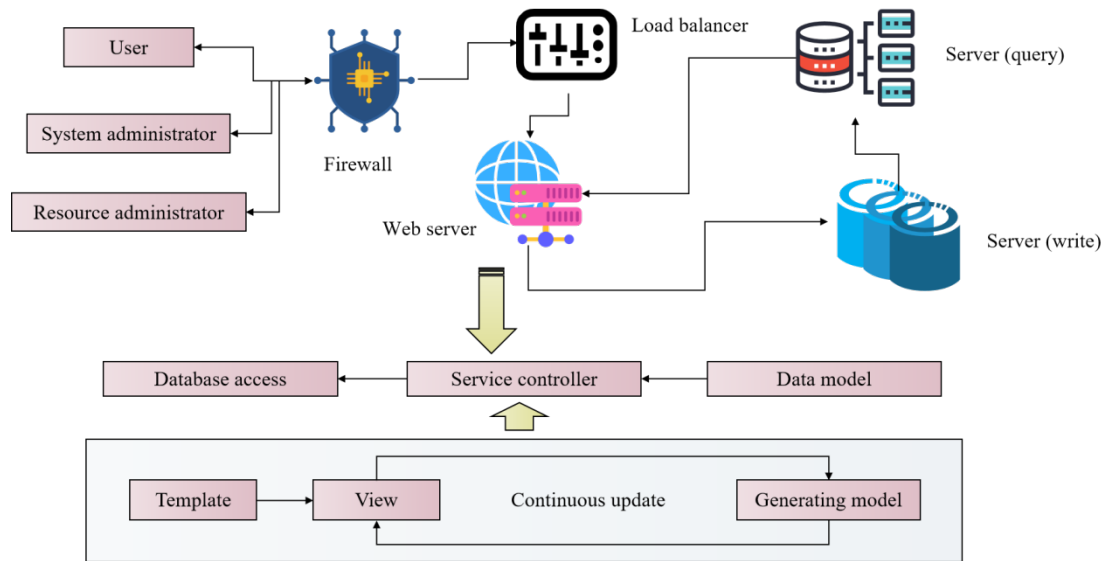 User
Load balancer
Server (query)
System administrator
Firewall
Resource administrator
Web server
Server (write)
Database access
Service controller
Data model
Template
View
Continuous update
Generating model